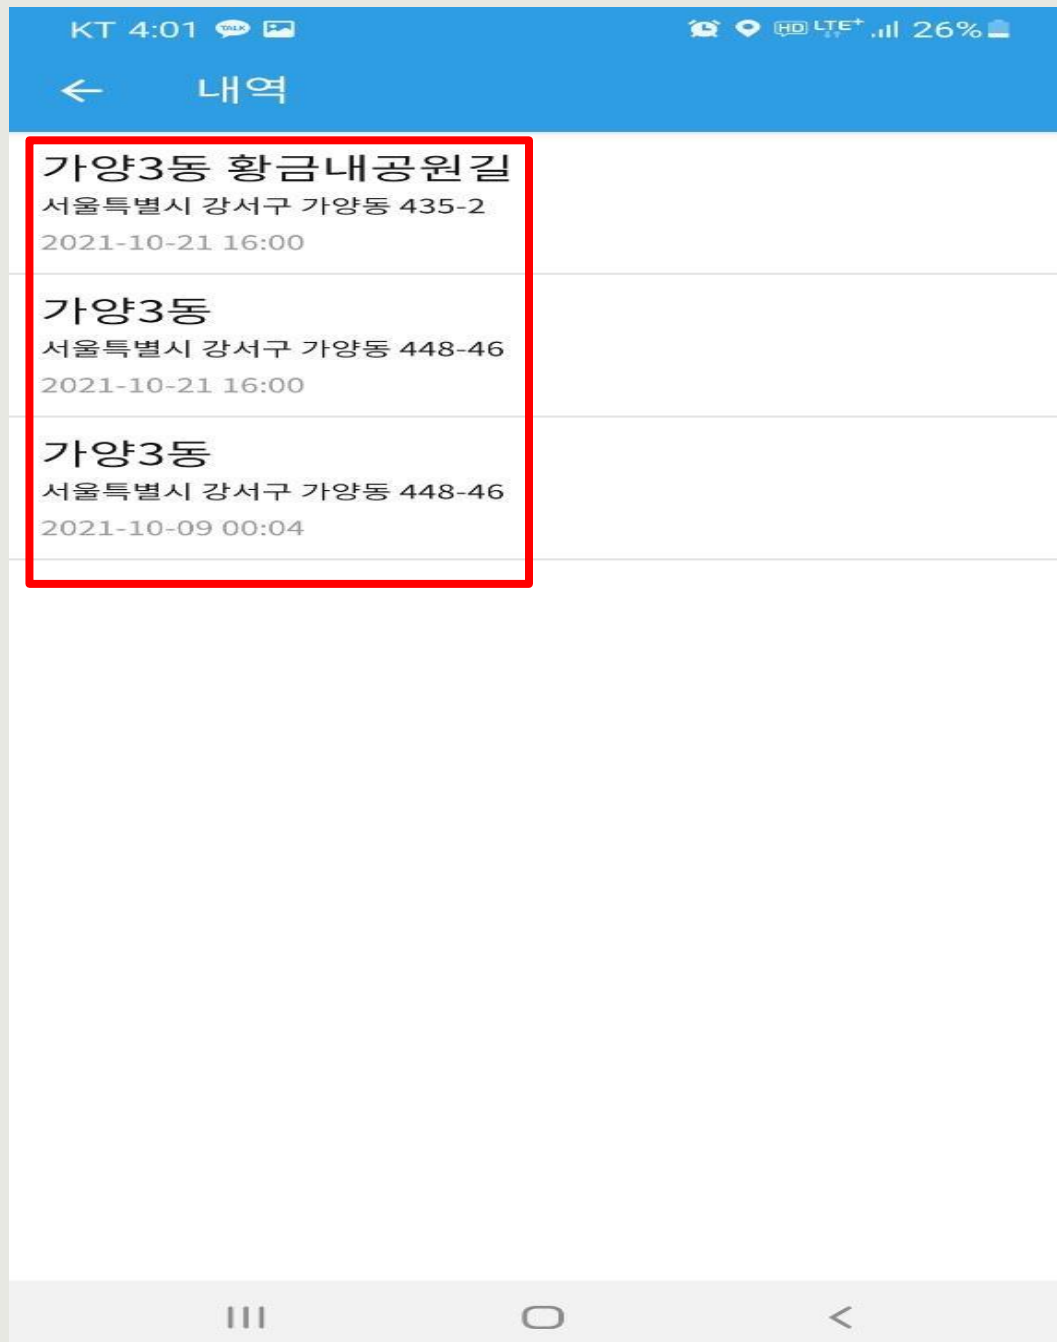 KT 4:01 TALK HD LTE+ 26%
내역
가양3동 황금내공원길
서울특별시 강서구 가양동 435-2
2021-10-21 16:00
가양3동
서울특별시 강서구 가양동 448-46
2021-10-21 16:00
가양3동
서울특별시 강서구 가양동 448-46
2021-10-09 00:04